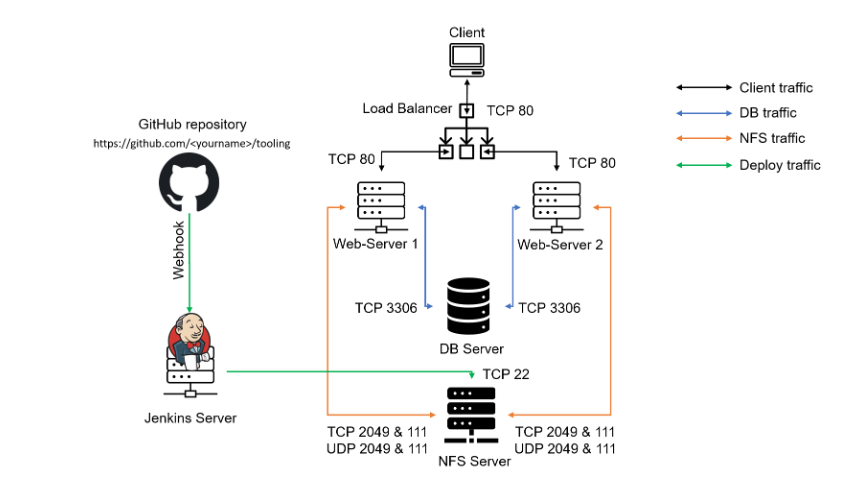 Client
Load Balancer
TCP 80
Client traffic
DB traffic
NFS traffic
Deploy traffic
GitHub repository
https://github.com/<yourname>/tooling
TCP 80
TCP 80
Web-Server 1
Web-Server 2
Webhook
TCP 3306
TCP 3306
DB Server
TCP 22
Jenkins Server
TCP 2049 & 111
UDP 2049 & 111
TCP 2049 & 111
UDP 2049 & 111
NFS Server